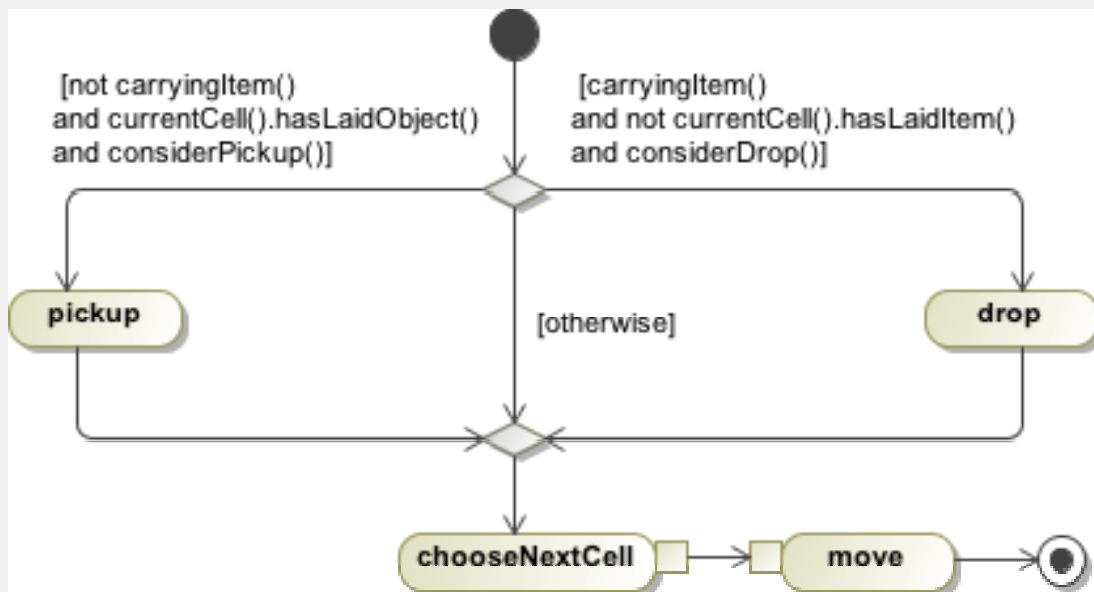 [not carryingItem()
and currentCell().hasLaidObject()
and considerPickup()]
[carryingItem()
and not currentCell().hasLaidItem()
and considerDrop()]
pickup
[otherwise]
drop
chooseNextCell
move